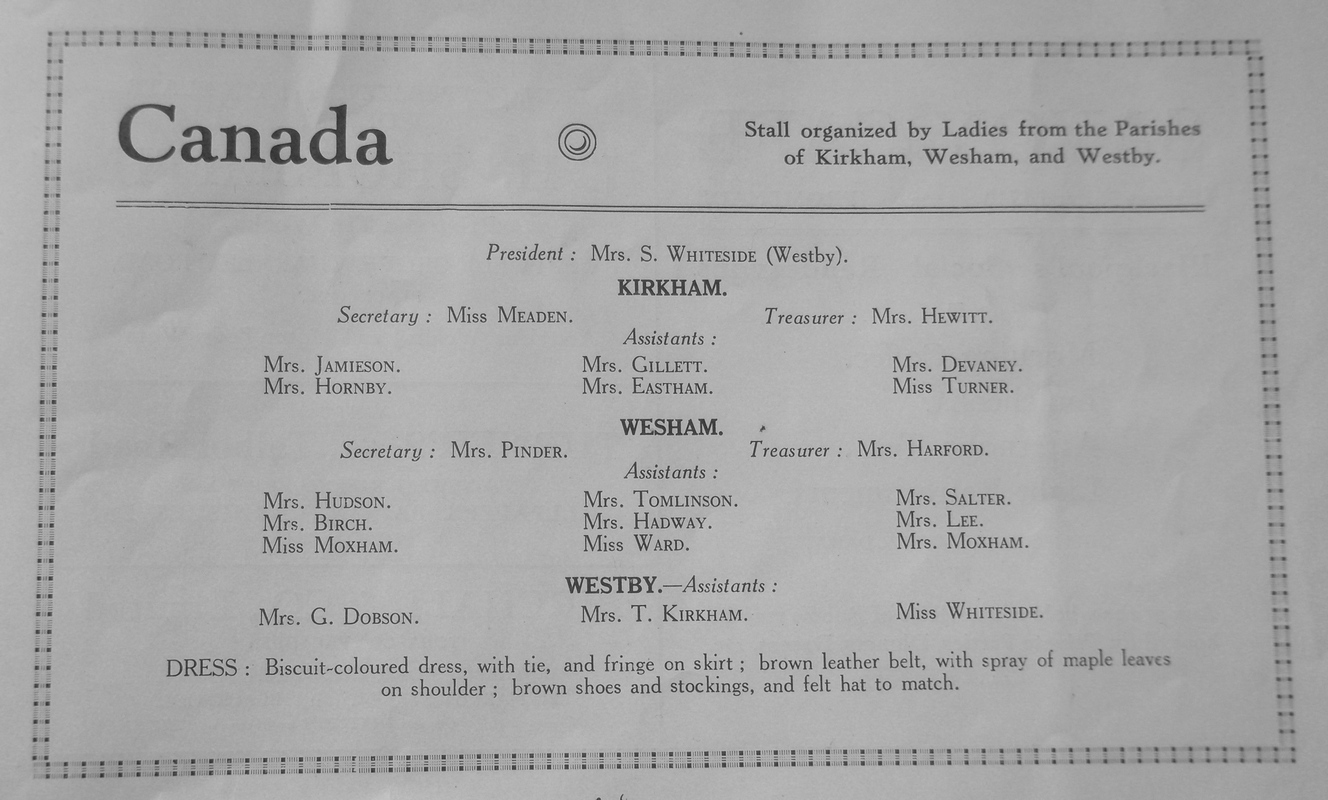 Canada
Stall organized by Ladies from the Parishes
of Kirkham, Wesham, and Westby.
President : Mrs. S. WHITESIDE (Westby).
KIRKHAM.
Secretary : Miss MEADEN. Treasurer : Mrs. HEWITT.
Assistants :
Mrs. JAMIESON. Mrs. GILLETT. Mrs. DEVANEY.
Mrs. HORNBY. Mrs. EASTHAM. Miss TURNER.
WESHAM.
Secretary : Mrs. PINDER. Treasurer : Mrs. HARFORD.
Assistants :
Mrs. HUDSON. Mrs. TOMLINSON. Mrs. SALTER.
Mrs. BIRCH. Mrs. HADWAY. Mrs. LEE.
Miss MOXHAM. Miss WARD. Mrs. MOXHAM.
WESTBY.—Assistants :
Mrs. G. DOBSON. Mrs. T. KIRKHAM. Miss WHITESIDE.
DRESS : Biscuit-coloured dress, with tie, and fringe on skirt ; brown leather belt, with spray of maple leaves
on shoulder ; brown shoes and stockings, and felt hat to match.